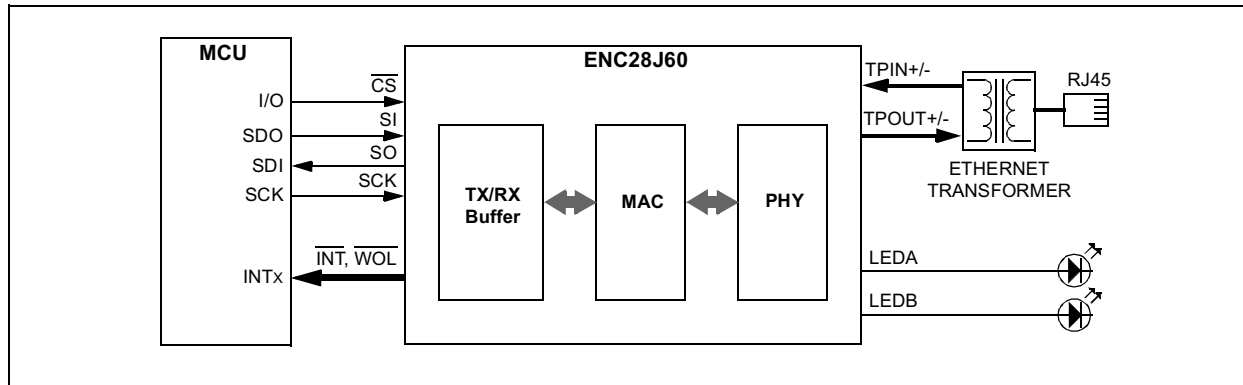 MCU
ENC28J60
I/O
CS
SDO
SI
SDI
SO
SCK
SCK
INTX
INT, WOL
TX/RX
Buffer
MAC
PHY
TPIN+/-
TPOUT+/-
RJ45
ETHERNET
TRANSFORMER
LEDA
LEDB